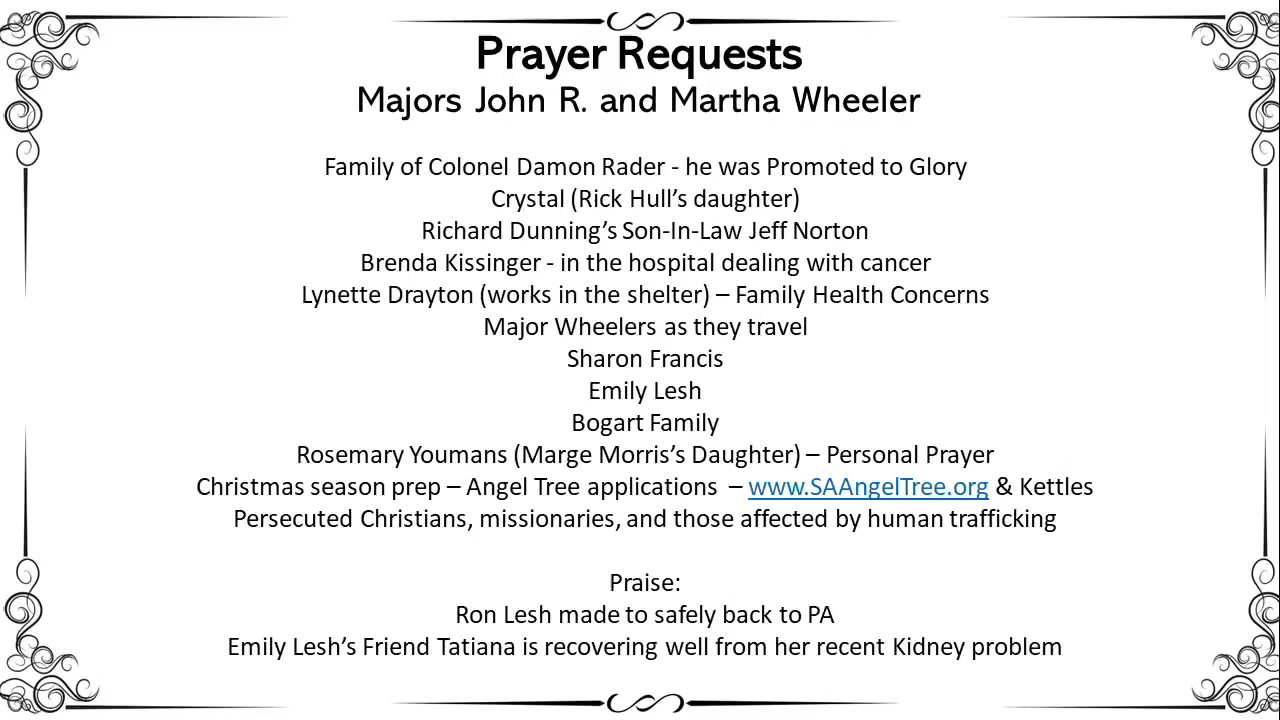 Prayer Requests
Majors John R. and Martha Wheeler
Family of Colonel Damon Rader - he was Promoted to Glory
Crystal (Rick Hull’s daughter)
Richard Dunning’s Son-In-Law Jeff Norton
Brenda Kissinger - in the hospital dealing with cancer
Lynette Drayton (works in the shelter) – Family Health Concerns
Major Wheelers as they travel
Sharon Francis
Emily Lesh
Bogart Family
Rosemary Youmans (Marge Morris’s Daughter) – Personal Prayer
Christmas season prep – Angel Tree applications – www.SAAngelTree.org & Kettles
Persecuted Christians, missionaries, and those affected by human trafficking
Praise:
Ron Lesh made to safely back to PA
Emily Lesh’s Friend Tatiana is recovering well from her recent Kidney problem